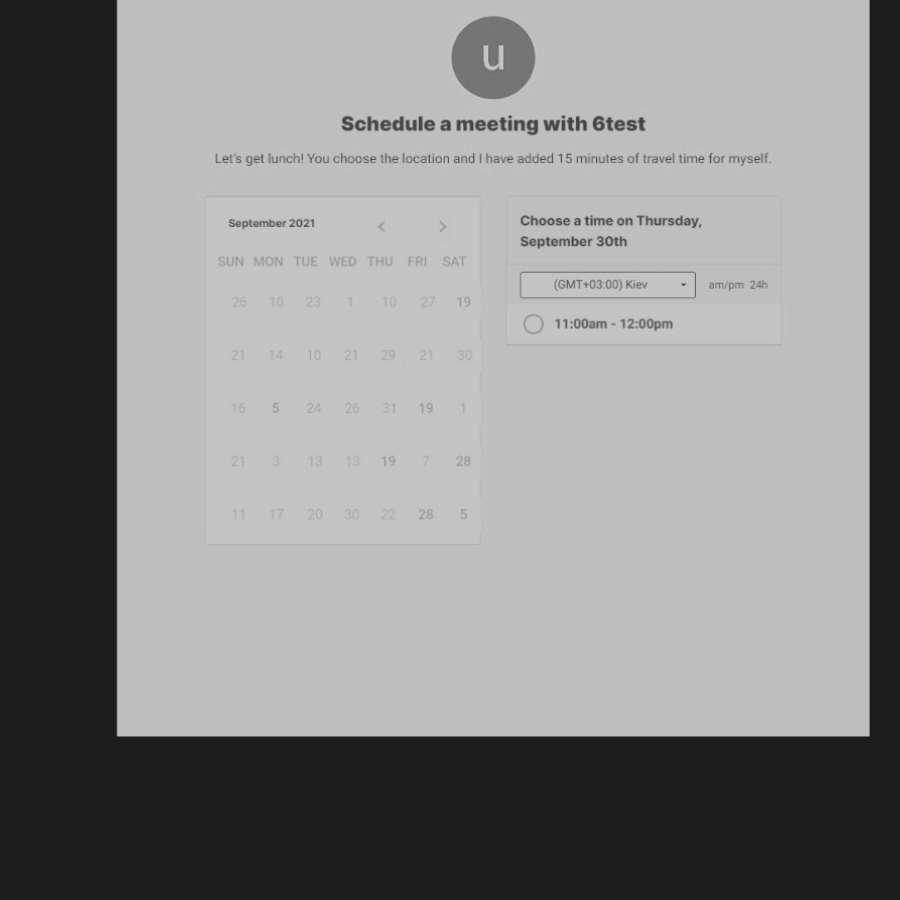 u
Schedule a meeting with 6test
Let's get lunch! You choose the location and I have added 15 minutes of travel time for myself.
September 2021 < >
SUN MON TUE WED THU FRI SAT
26 10 23 1 10 27 19
21 14 10 21 29 21 30
16 5 24 26 31 19 1
21 3 13 13 19 7 28
11 17 20 30 22 28 5
Choose a time on Thursday,
September 30th
(GMT+03:00) Kiev am/pm 24h
11:00am - 12:00pm